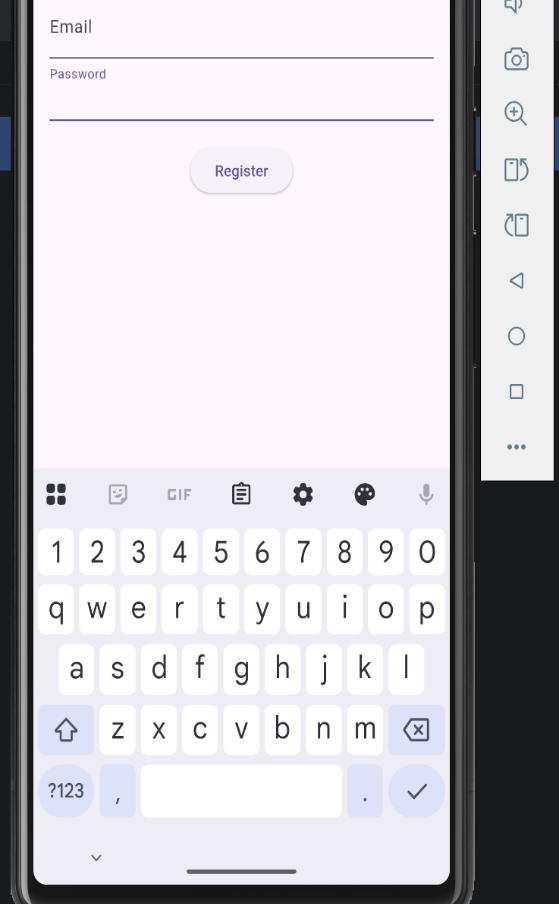 Email
Password
Register
GIF
1 2 3 4 5 6 7 8 9 0
q w e r t y u i o p
a s d f g h j k l
z x c v b n m
?123 , .